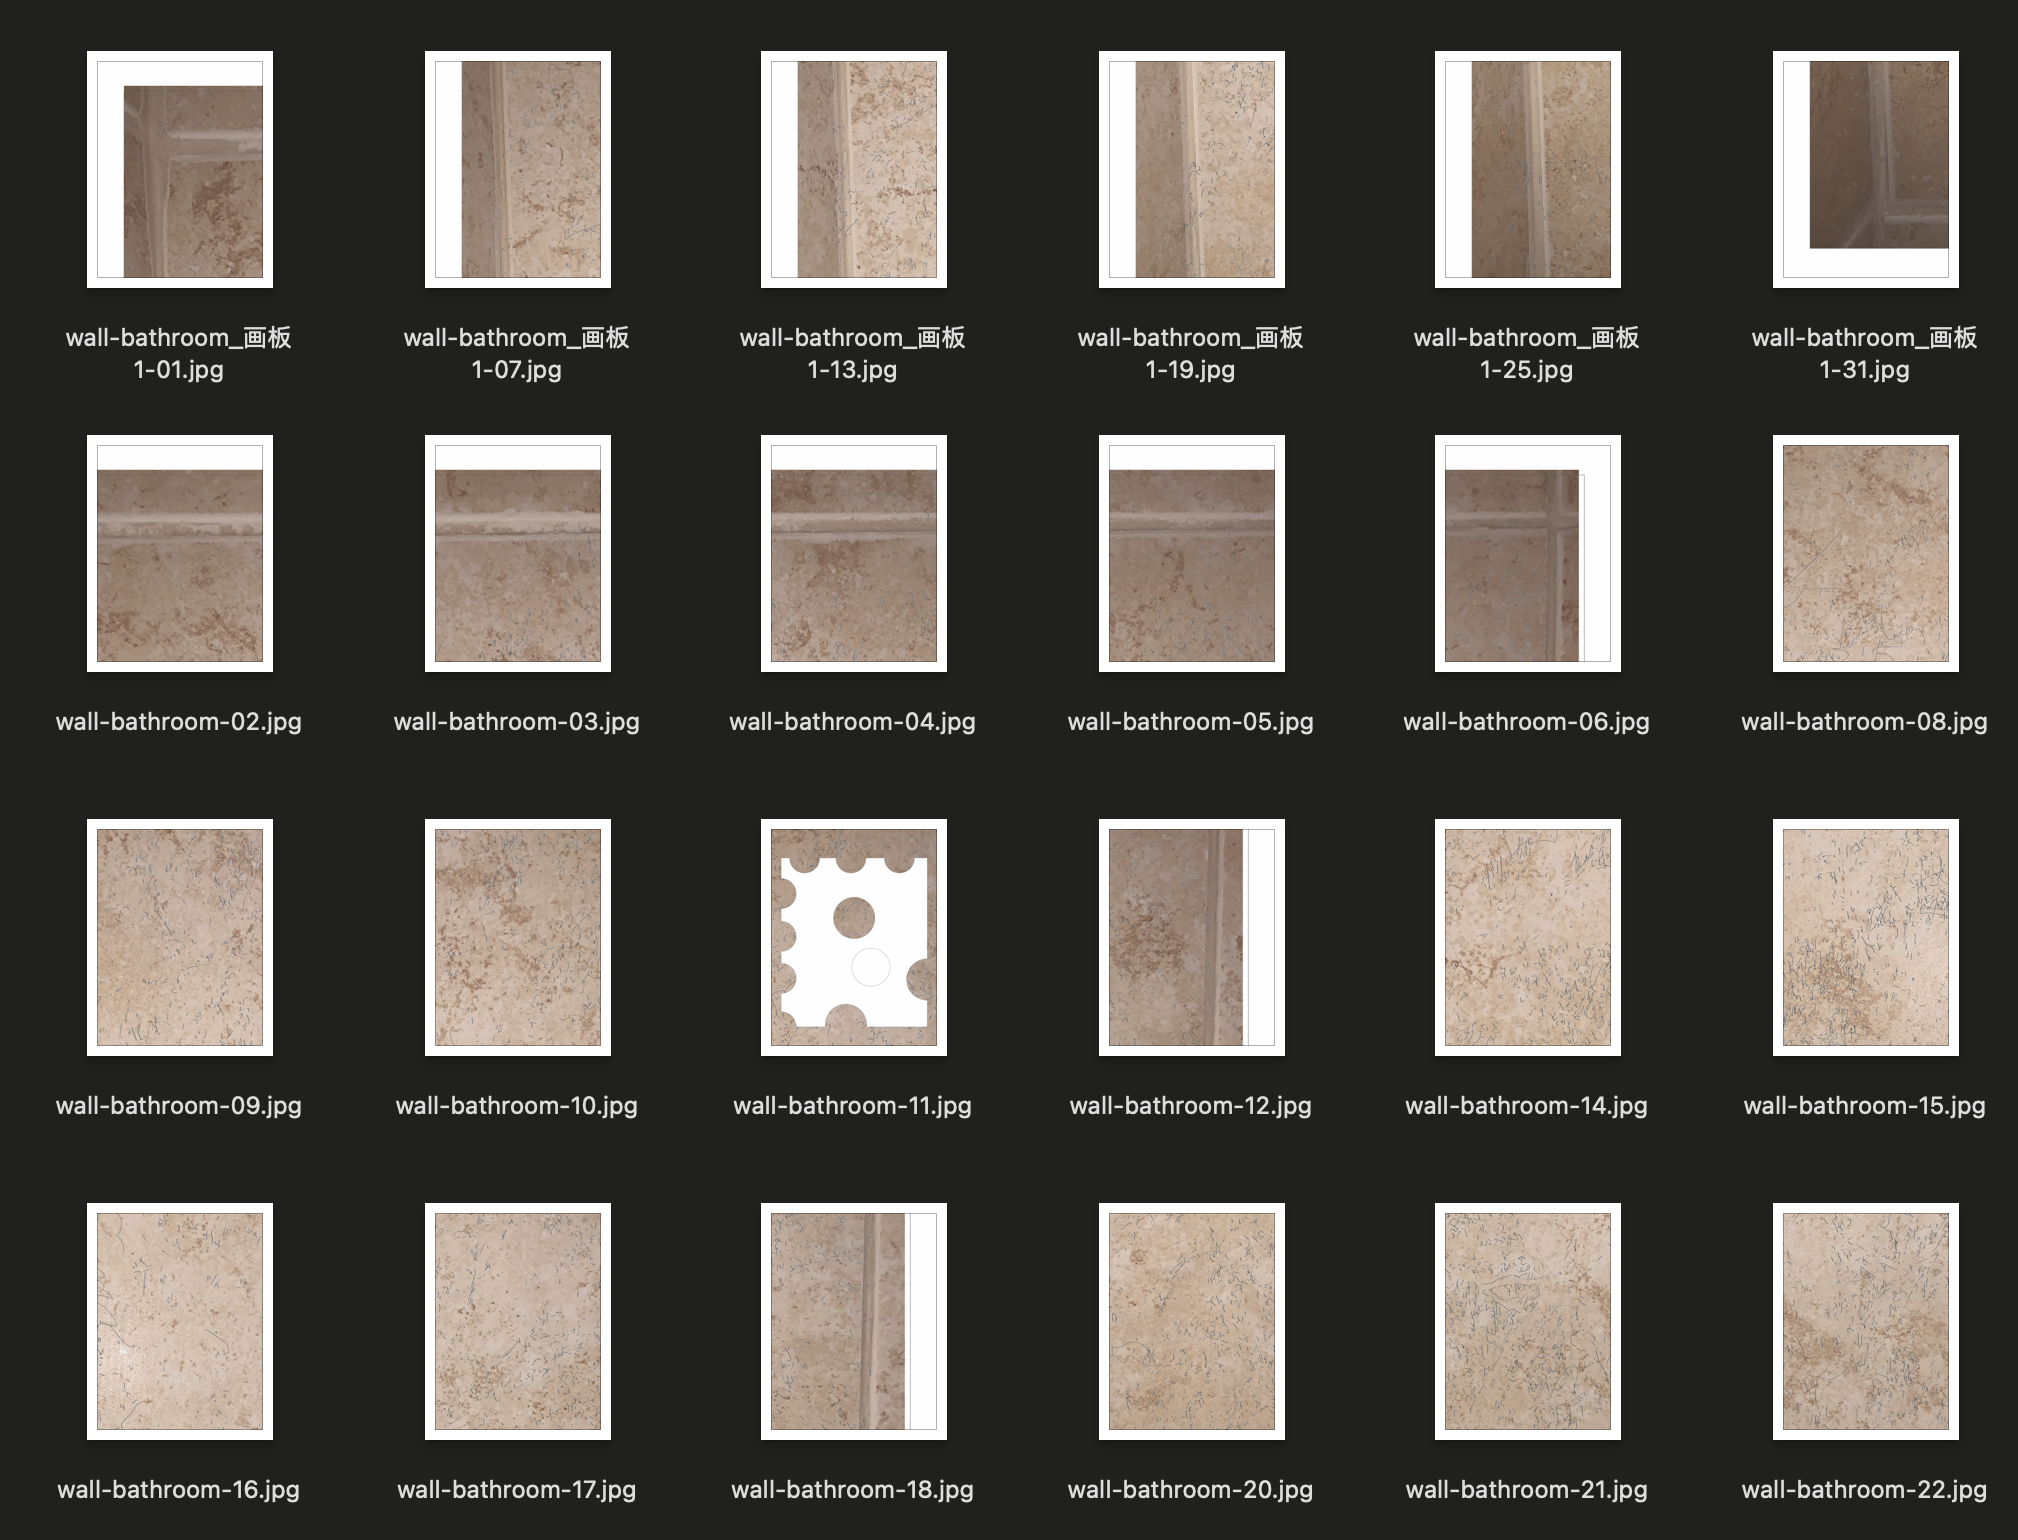 wall-bathroom_画板
1-01.jpg
wall-bathroom_画板
1-07.jpg
wall-bathroom_画板
1-13.jpg
wall-bathroom_画板
1-19.jpg
wall-bathroom_画板
1-25.jpg
wall-bathroom_画板
1-31.jpg
wall-bathroom-02.jpg
wall-bathroom-03.jpg
wall-bathroom-04.jpg
wall-bathroom-05.jpg
wall-bathroom-06.jpg
wall-bathroom-08.jpg
wall-bathroom-09.jpg
wall-bathroom-10.jpg
wall-bathroom-11.jpg
wall-bathroom-12.jpg
wall-bathroom-14.jpg
wall-bathroom-15.jpg
wall-bathroom-16.jpg
wall-bathroom-17.jpg
wall-bathroom-18.jpg
wall-bathroom-20.jpg
wall-bathroom-21.jpg
wall-bathroom-22.jpg